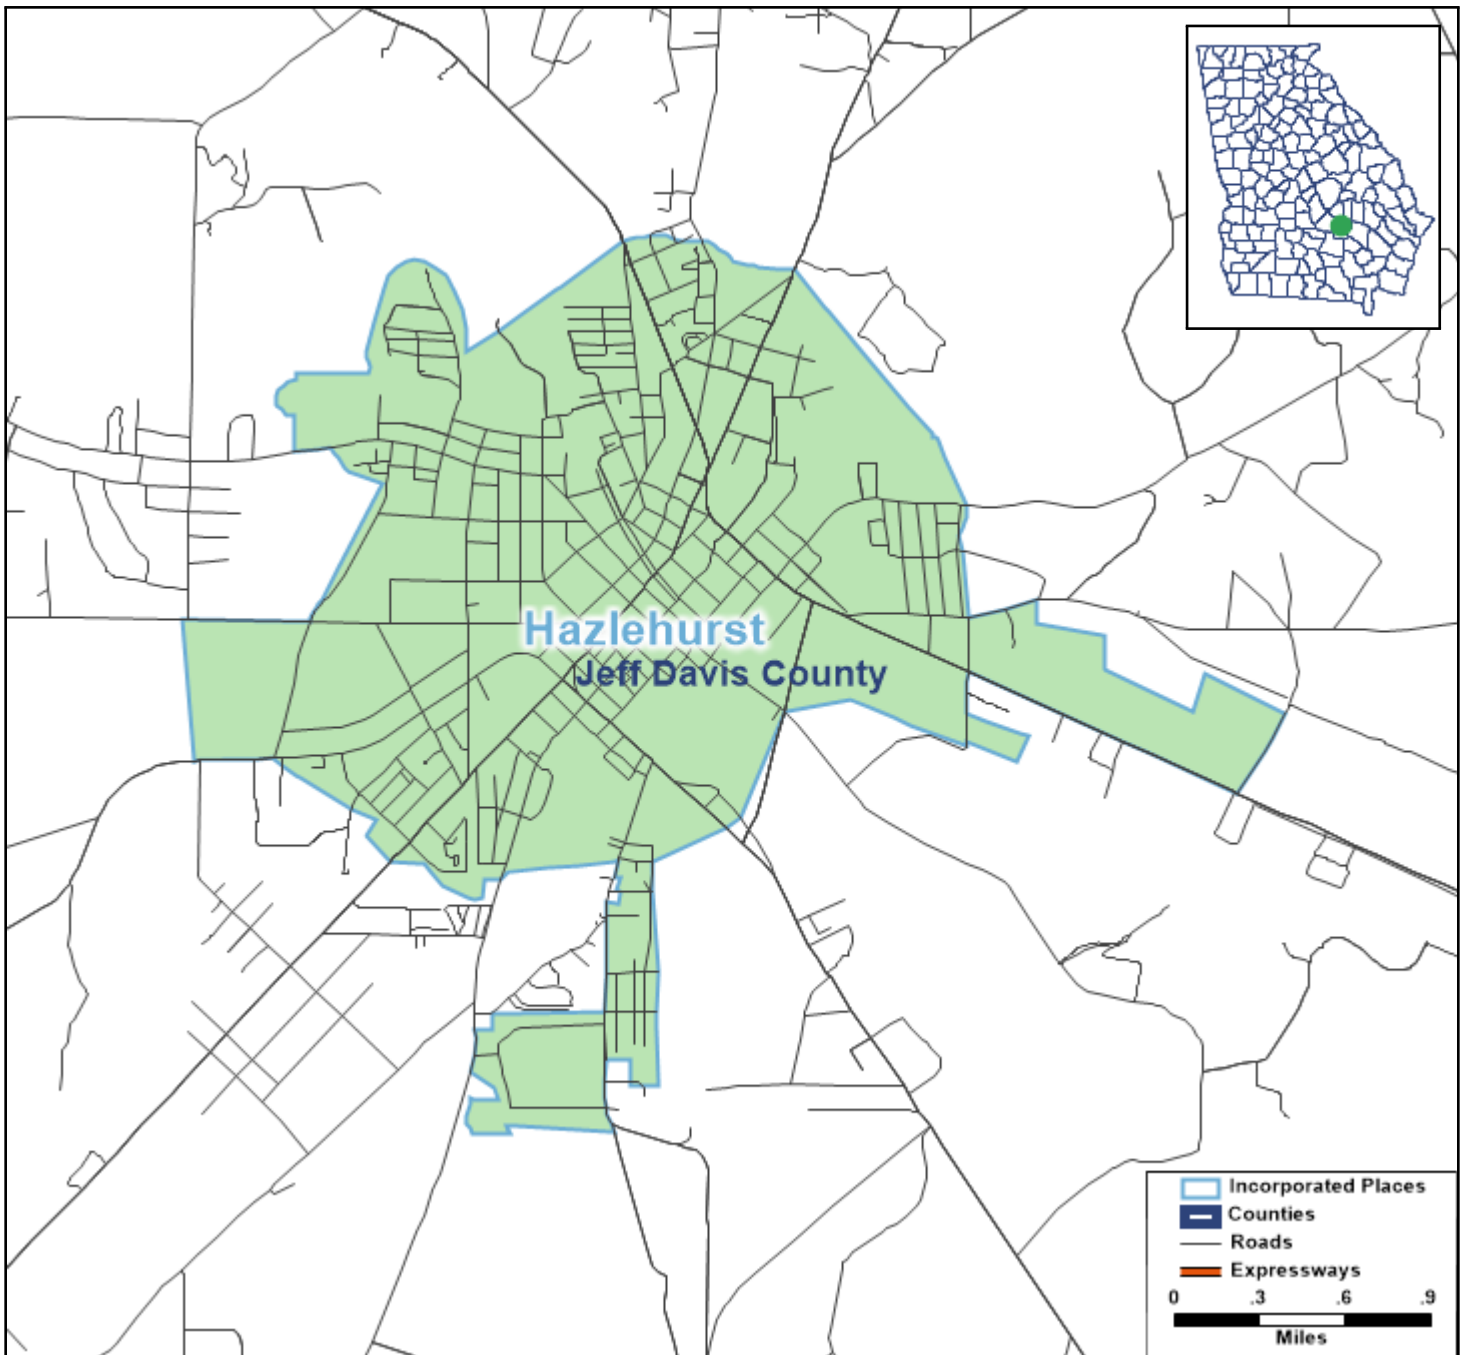 Hazlehurst
Jeff Davis County
Incorporated Places
Counties
Roads
Expressways
0 .3 .6 .9
Miles